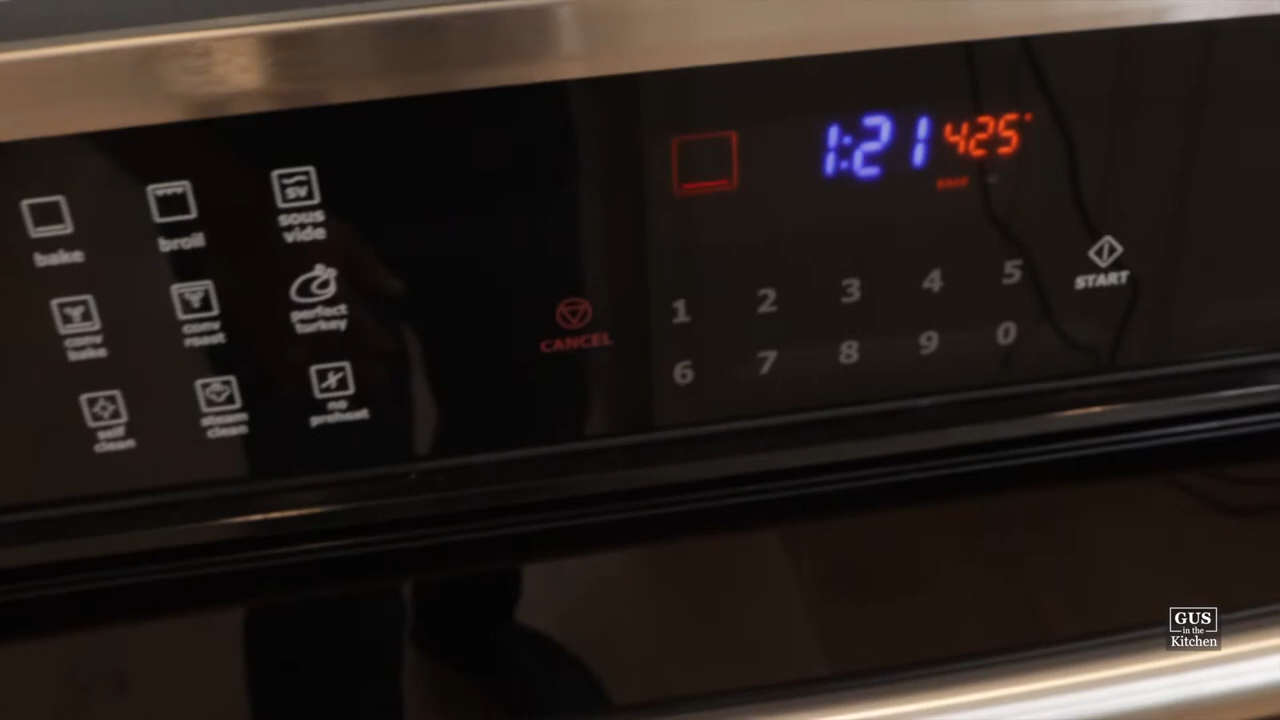 1:21 425°
bake
broil
sv
sous
vide
conv
bake
conv
roast
perfect
turkey
self
clean
steam
clean
no
preheat
CANCEL
1 2 3 4 5
6 7 8 9 0
START
GUS
in the
Kitchen